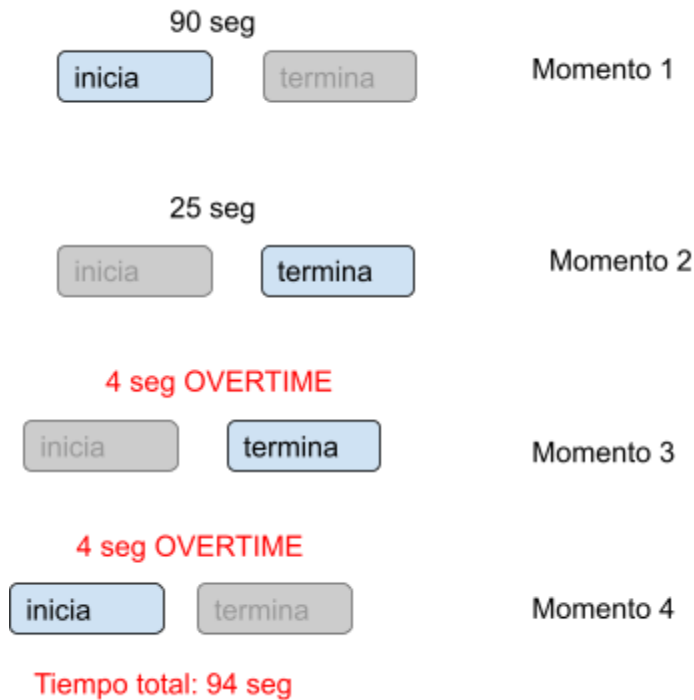 90 seg
inicia
termina
Momento 1
25 seg
inicia
termina
Momento 2
4 seg OVERTIME
inicia
termina
Momento 3
4 seg OVERTIME
inicia
termina
Momento 4
Tiempo total: 94 seg